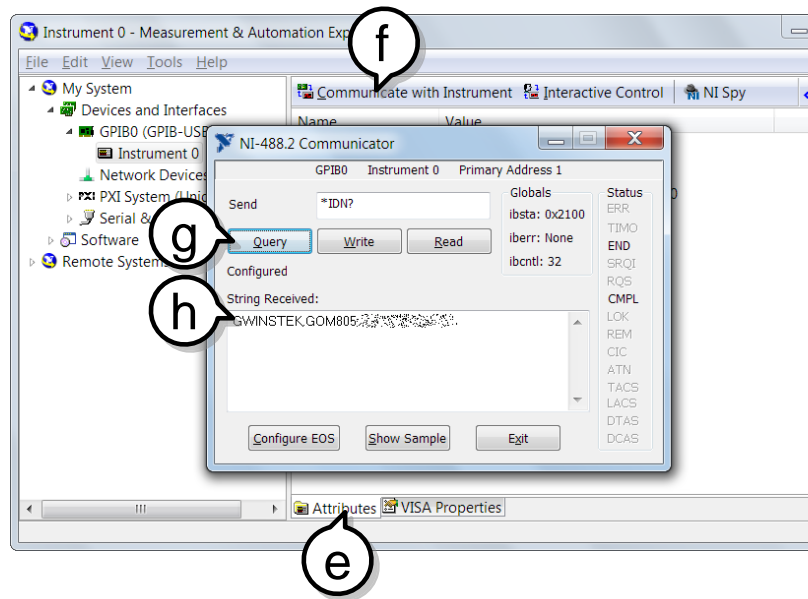 f
Instrument 0 - Measurement & Automation Exp
File Edit View Tools Help
My System
Devices and Interfaces
GPIB0 (GPIB-USB
Instrument 0
Network Devices
PXI PXI System (Unid
Serial &
Software
Remote Systems
Communicate with Instrument Interactive Control NI Spy
Name Value
0
NI-488.2 Communicator
GPIB0 Instrument 0 Primary Address 1
Send *IDN?
Query Write Read
Configured
String Received:
GWINSTEK,GOM805
Globals
ibsta: 0x2100
iberr: None
ibcntl: 32
Status
ERR
TIMO
END
SRQI
RQS
CMPL
LOK
REM
CIC
ATN
TACS
LACS
DTAS
DCAS
Configure EOS Show Sample Exit
g
h
Attributes VISA Properties
e